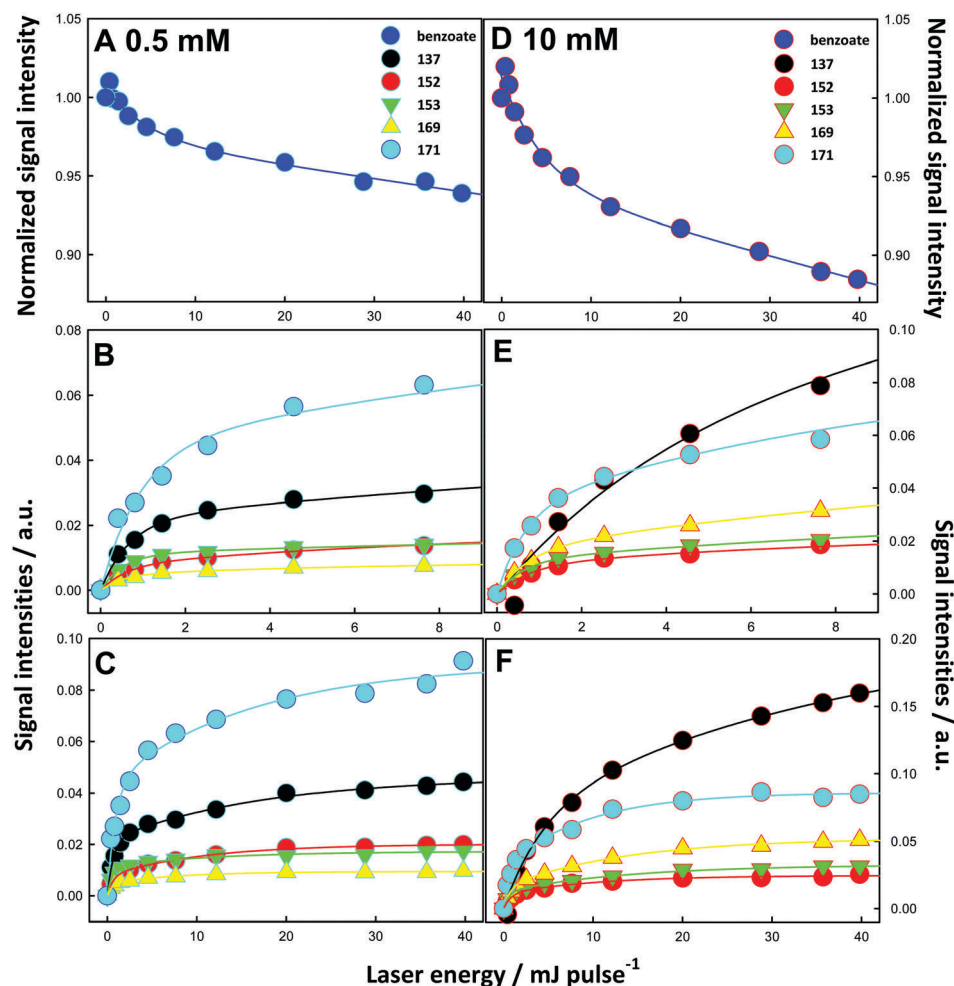 A 0.5 mM
benzoate
137
152
153
169
171
1.05
1.00
0.95
0.90
0 10 20 30 40
Normalized signal intensity
D 10 mM
benzoate
137
152
153
169
171
1.05
1.00
0.95
0.90
0 10 20 30 40
Normalized signal intensity
B
0.08
0.06
0.04
0.02
0.00
0 2 4 6 8
E
0.10
0.08
0.06
0.04
0.02
0.00
0 2 4 6 8
C
0.10
0.08
0.06
0.04
0.02
0.00
0 10 20 30 40
Signal intensities / a.u.
F
0.20
0.15
0.10
0.05
0.00
0 10 20 30 40
Signal intensities / a.u.
Laser energy / mJ pulse⁻¹